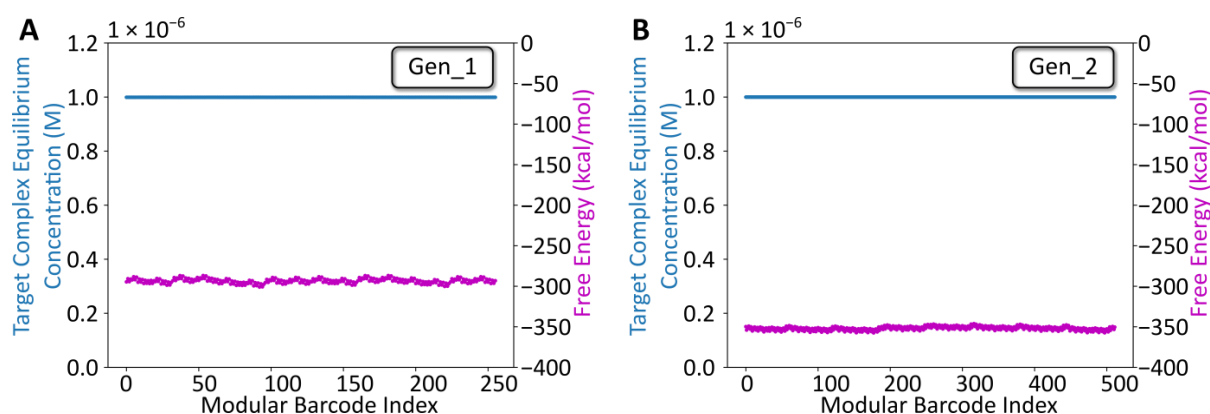 A
1 × 10⁻⁶
Gen_1
Target Complex Equilibrium
Concentration (M)
1.2
1.0
0.8
0.6
0.4
0.2
0.0
0
−50
−100
−150
−200
−250
−300
−350
−400
Free Energy (kcal/mol)
0 50 100 150 200 250
Modular Barcode Index
B
1 × 10⁻⁶
Gen_2
Target Complex Equilibrium
Concentration (M)
1.2
1.0
0.8
0.6
0.4
0.2
0.0
0
−50
−100
−150
−200
−250
−300
−350
−400
Free Energy (kcal/mol)
0 100 200 300 400 500
Modular Barcode Index